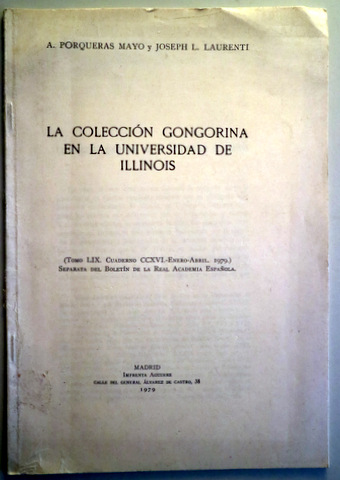 A. PORQUERAS MAYO y JOSEPH L. LAURENTI
LA COLECCIÓN GONGORINA
EN LA UNIVERSIDAD DE
ILLINOIS
(Tomo LIX. Cuaderno CCXVI.-Enero-Abril. 1979.)
Separata del Boletín de la Real Academia Española.
MADRID
Imprenta Aguirre
calle del general Álvarez de Castro, 38
1979